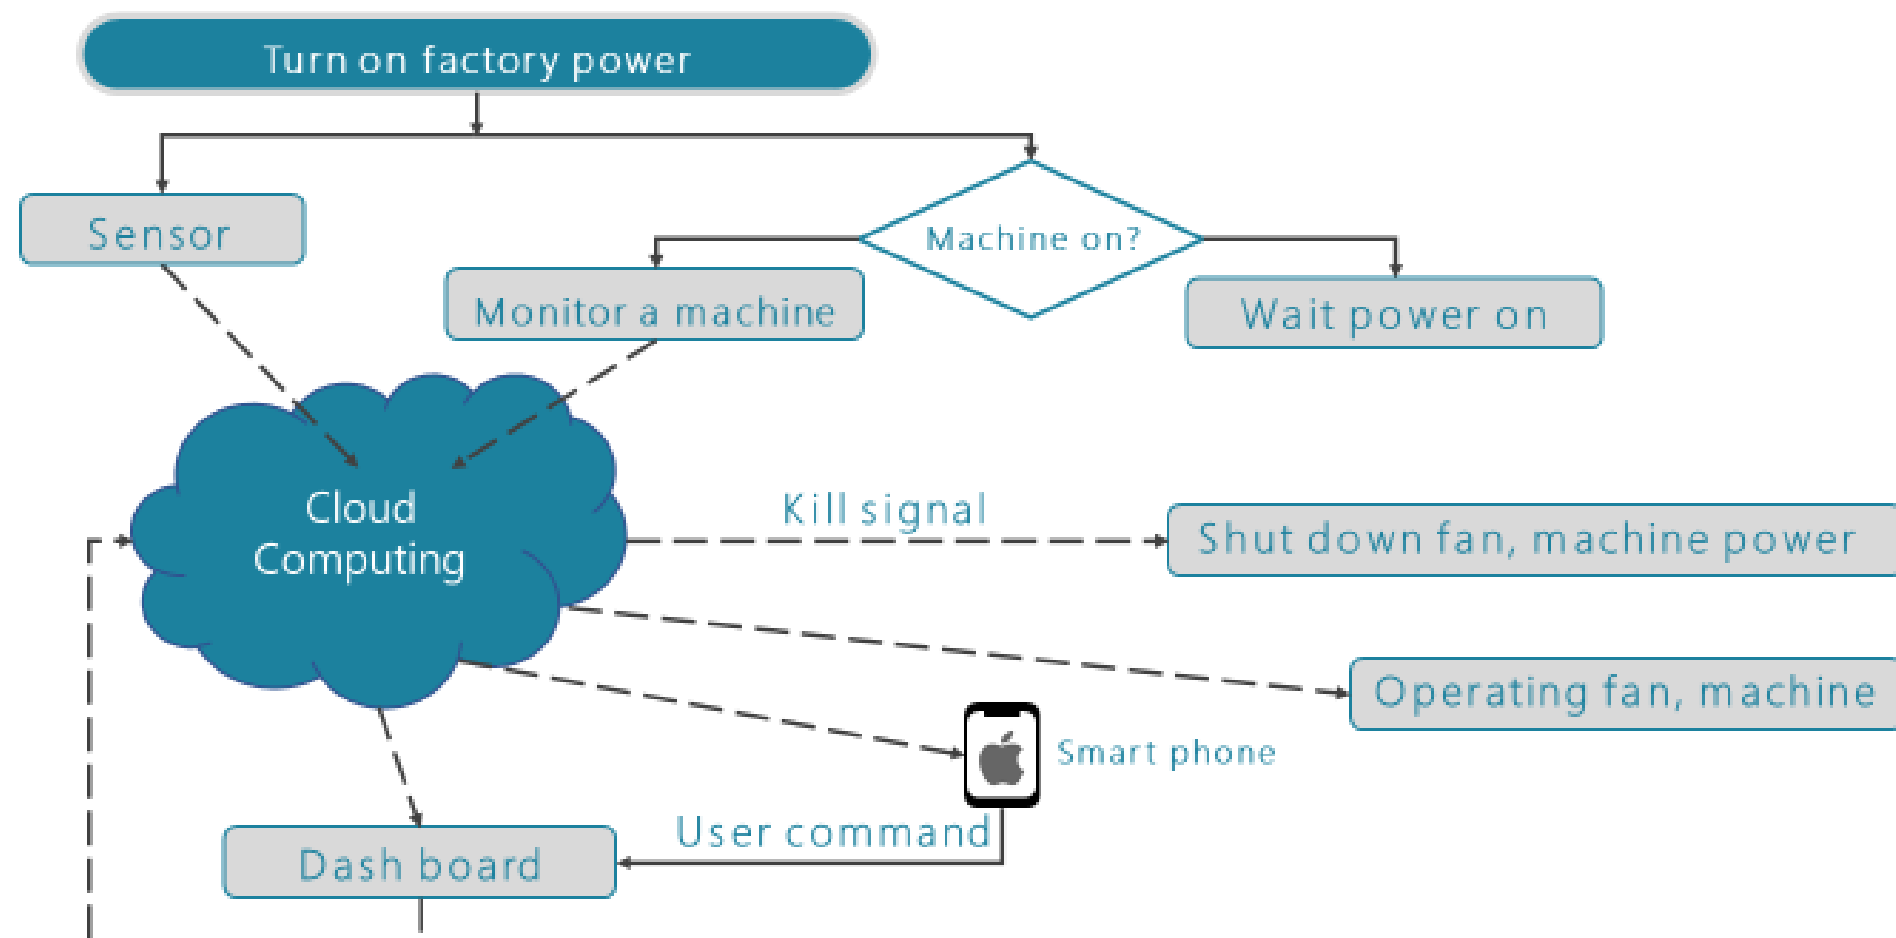 Turn on factory power
Sensor
Machine on?
Monitor a machine
Wait power on
Cloud
Computing
Kill signal
Shut down fan, machine power
Operating fan, machine
Smart phone
User command
Dash board